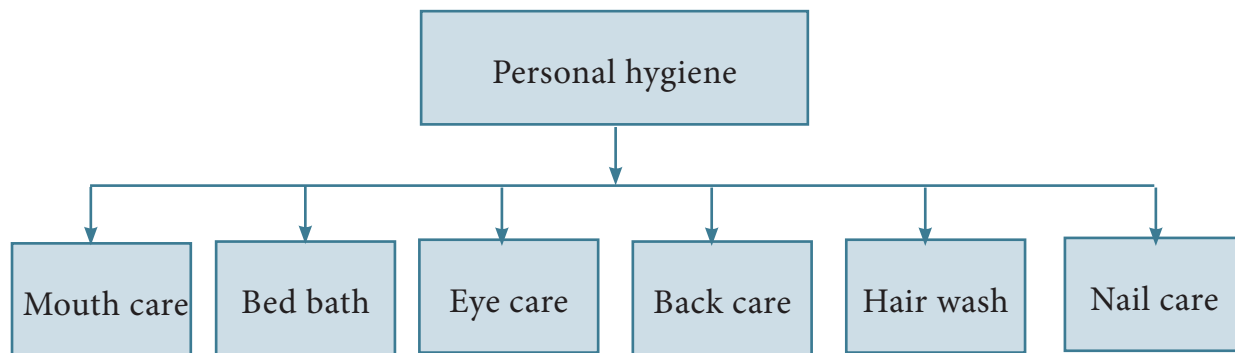 Personal hygiene
Mouth care
Bed bath
Eye care
Back care
Hair wash
Nail care